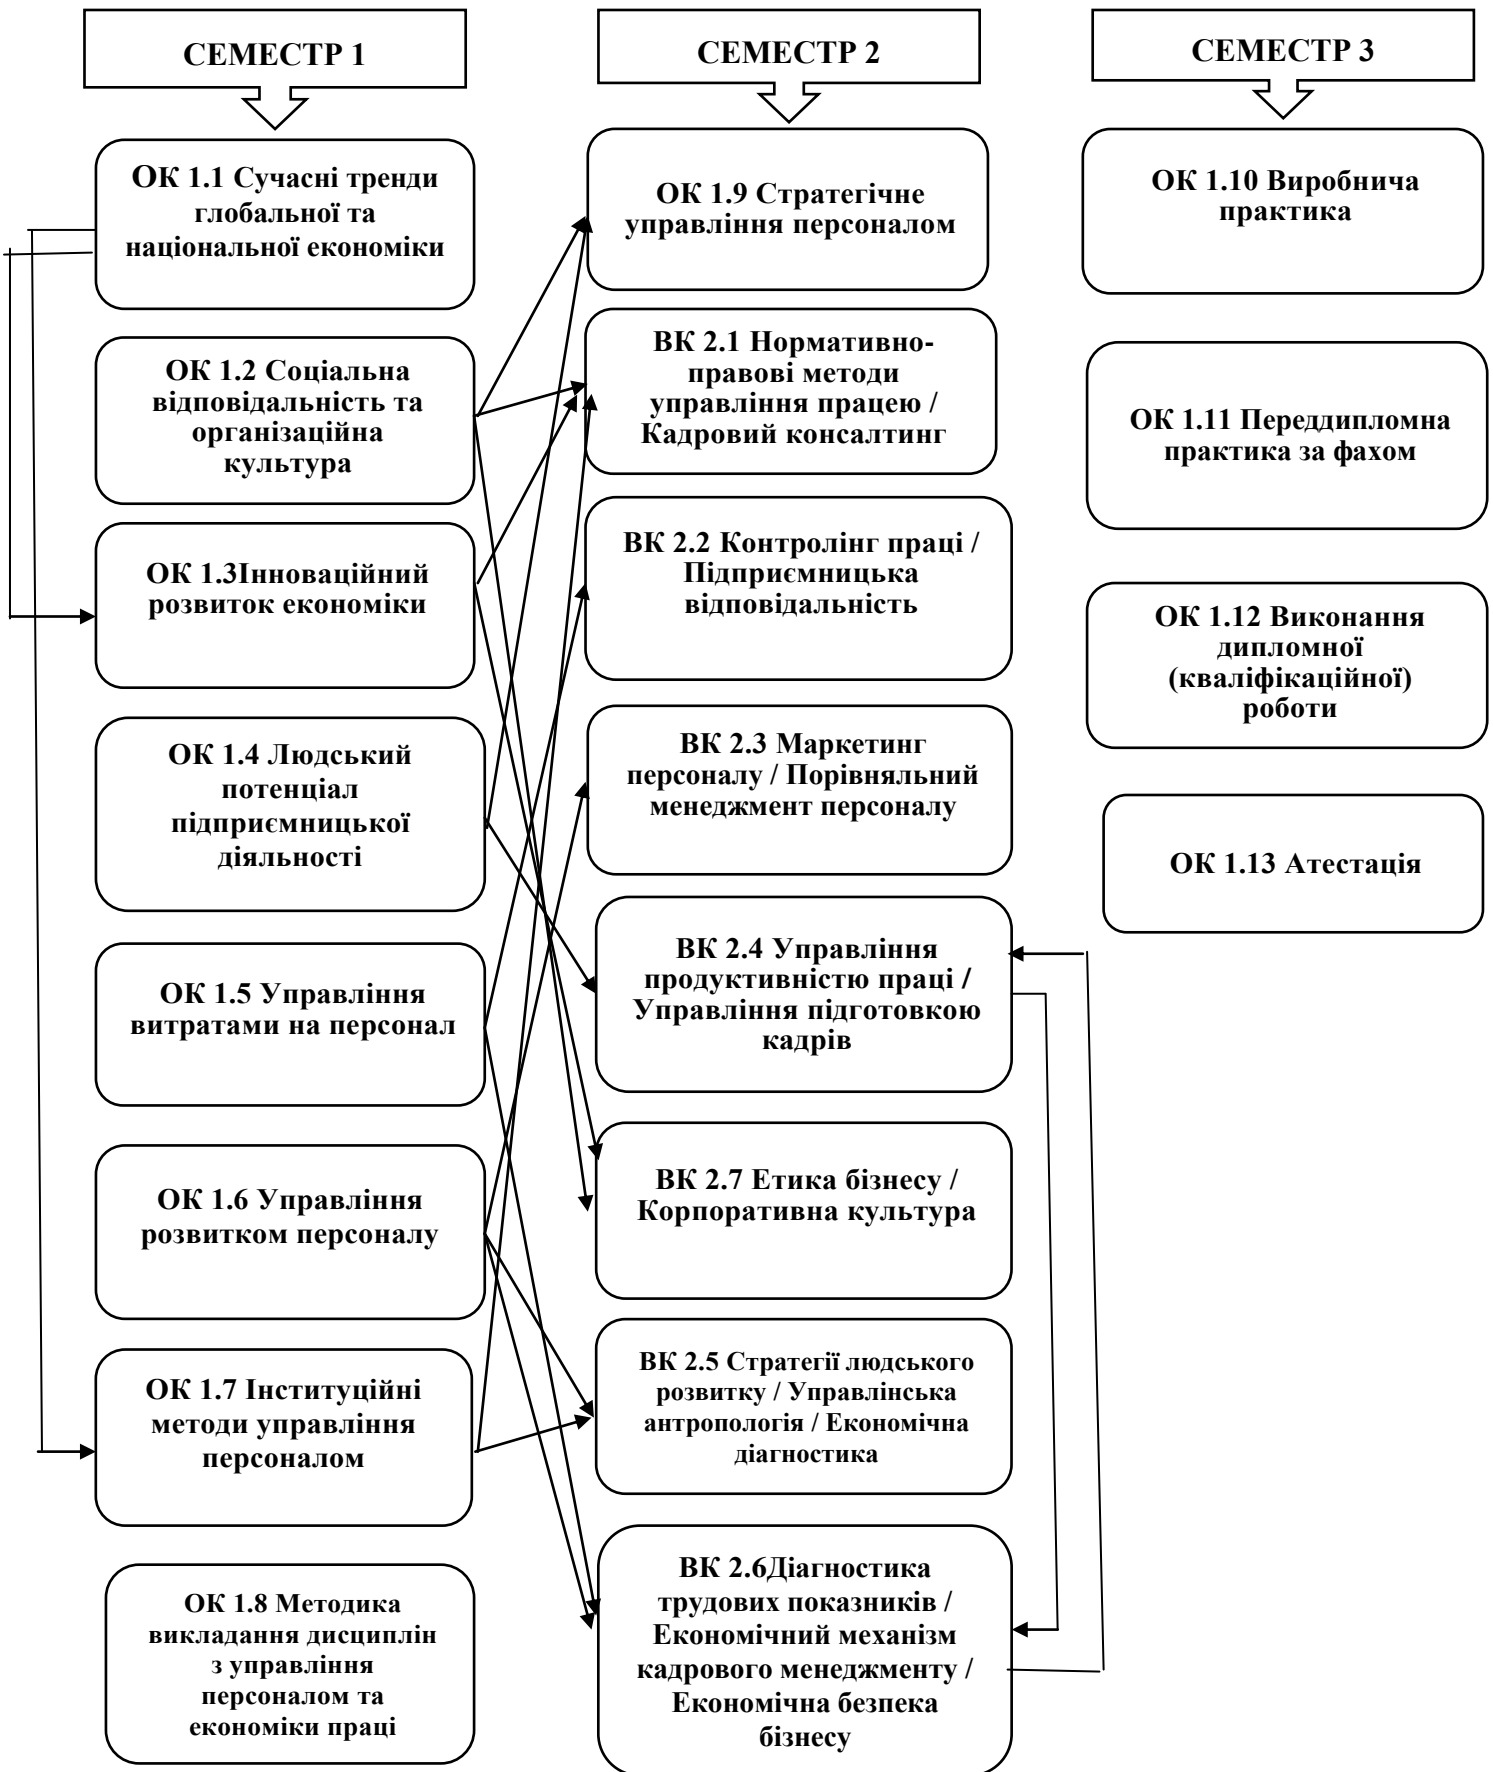 СЕМЕСТР 1
ОК 1.1 Сучасні тренди
глобальної та
національної економіки
ОК 1.2 Соціальна
відповідальність та
організаційна
культура
ОК 1.3Інноваційний
розвиток економіки
ОК 1.4 Людський
потенціал
підприємницької
діяльності
ОК 1.5 Управління
витратами на персонал
ОК 1.6 Управління
розвитком персоналу
ОК 1.7 Інституційні
методи управління
персоналом
ОК 1.8 Методика
викладання дисциплін
з управління
персоналом та
економіки праці
СЕМЕСТР 2
ОК 1.9 Стратегічне
управління персоналом
ВК 2.1 Нормативно-
правові методи
управління працею /
Кадровий консалтинг
ВК 2.2 Контролінг праці /
Підприємницька
відповідальність
ВК 2.3 Маркетинг
персоналу / Порівняльний
менеджмент персоналу
ВК 2.4 Управління
продуктивністю праці /
Управління підготовкою
кадрів
ВК 2.7 Етика бізнесу /
Корпоративна культура
ВК 2.5 Стратегії людського
розвитку / Управлінська
антропологія / Економічна
діагностика
ВК 2.6Діагностика
трудових показників /
Економічний механізм
кадрового менеджменту /
Економічна безпека
бізнесу
СЕМЕСТР 3
ОК 1.10 Виробнича
практика
ОК 1.11 Переддипломна
практика за фахом
ОК 1.12 Виконання
дипломної
(кваліфікаційної)
роботи
ОК 1.13 Атестація